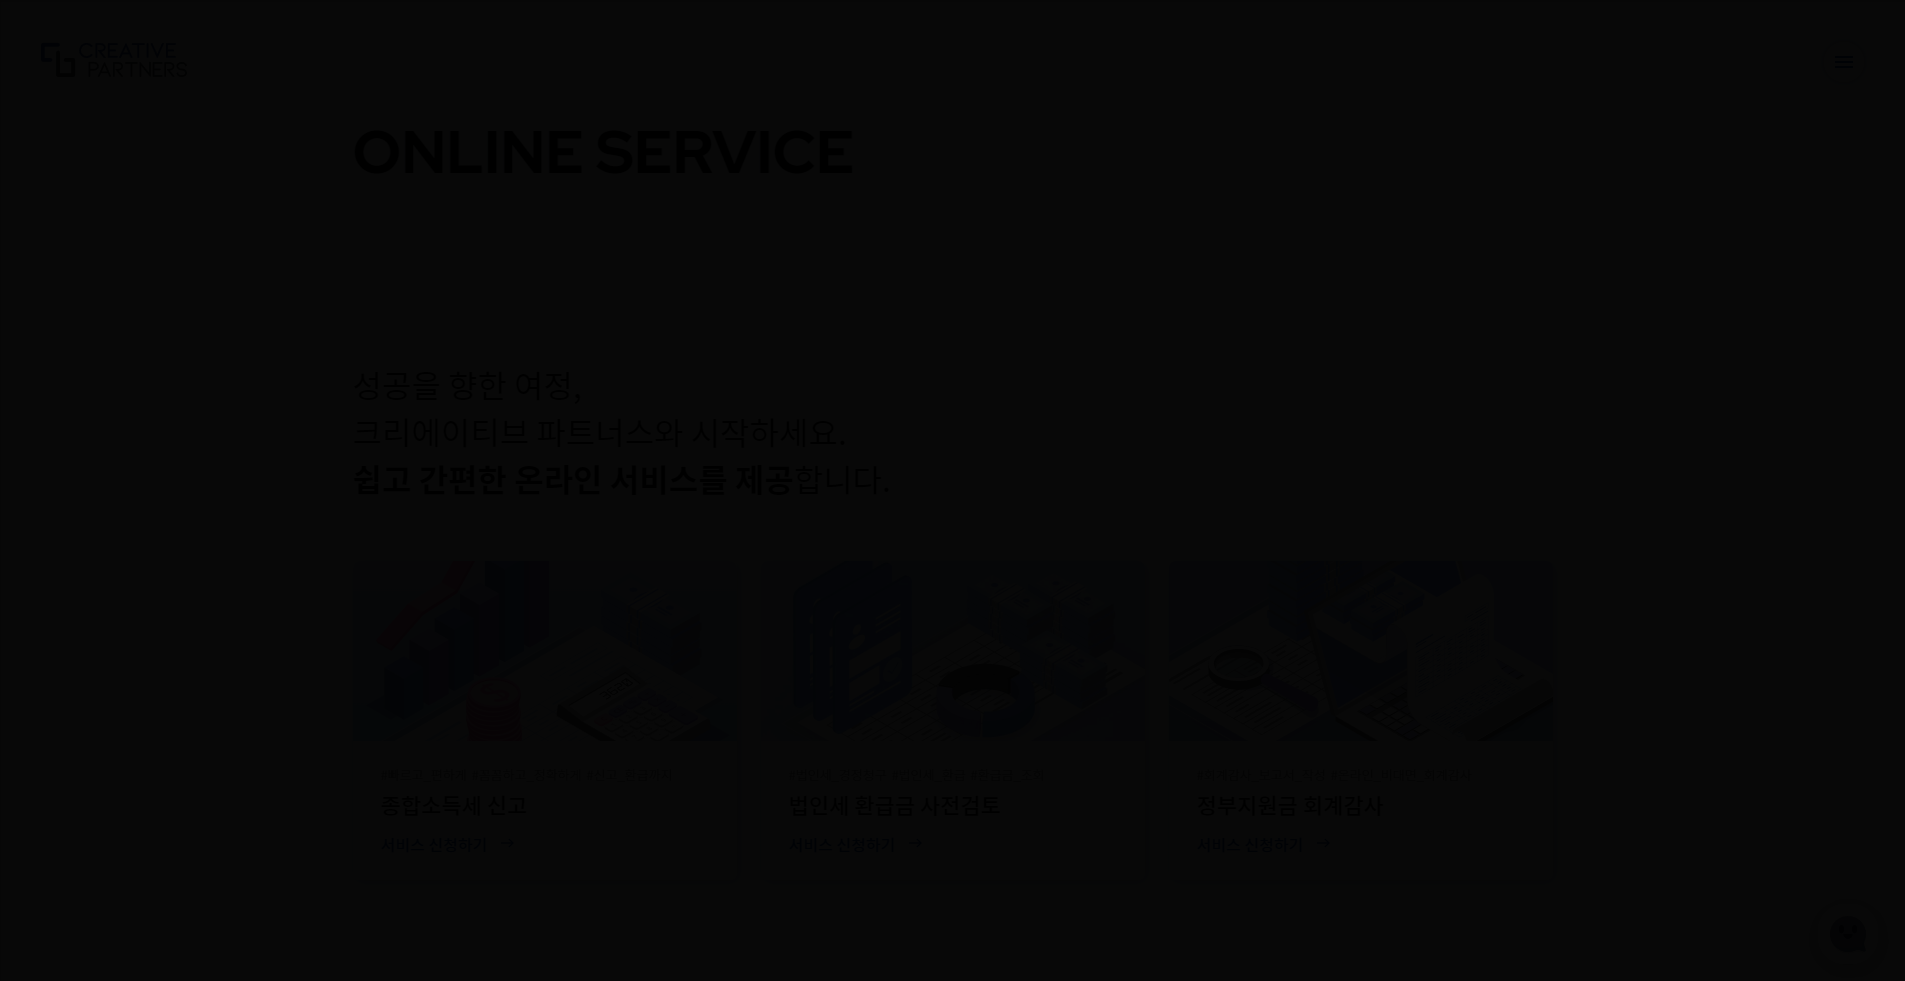 CREATIVE
PARTNERS
ONLINE SERVICE
성공을 향한 여정,
크리에이티브 파트너스와 시작하세요.
쉽고 간편한 온라인 서비스를 제공합니다.
종합소득세 신고
서비스 신청하기
법인세 환급금 사전검토
서비스 신청하기
정부지원금 회계감사
서비스 신청하기